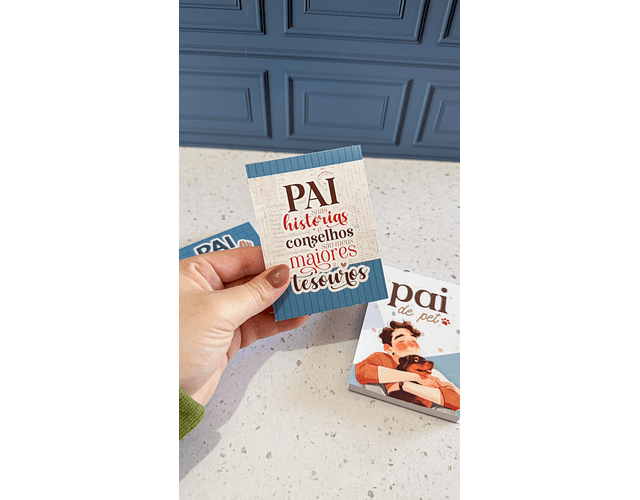 PAI
suas
histórias
e
conselhos
são meus
maiores
tesouros
PAI
pai
de pet